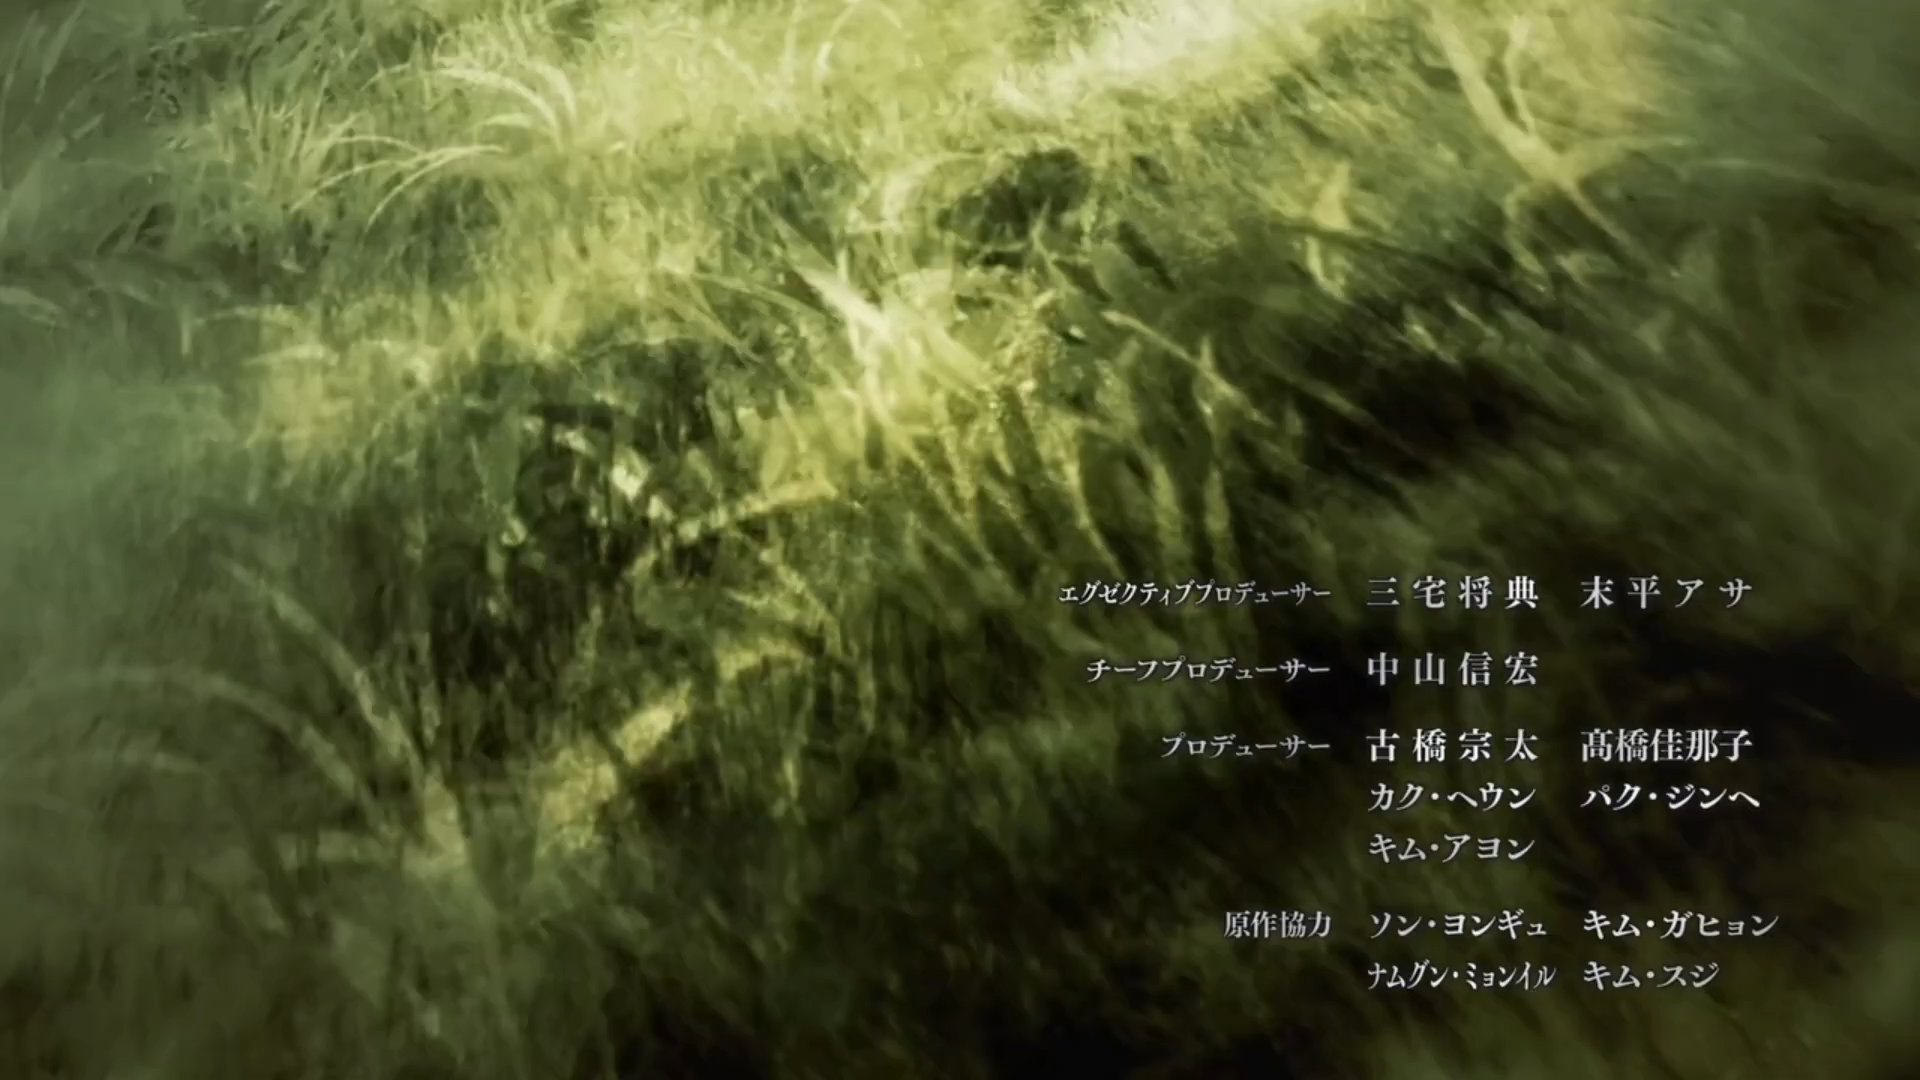 エグゼクティブプロデューサー 三宅将典 末平アサ
チーフプロデューサー 中山信宏
プロデューサー 古橋宗太 髙橋佳那子
カク・ヘウン パク・ジンヘ
キム・アヨン
原作協力 ソン・ヨンギュ キム・ガヒョン
ナムグン・ミョンイル キム・スジ